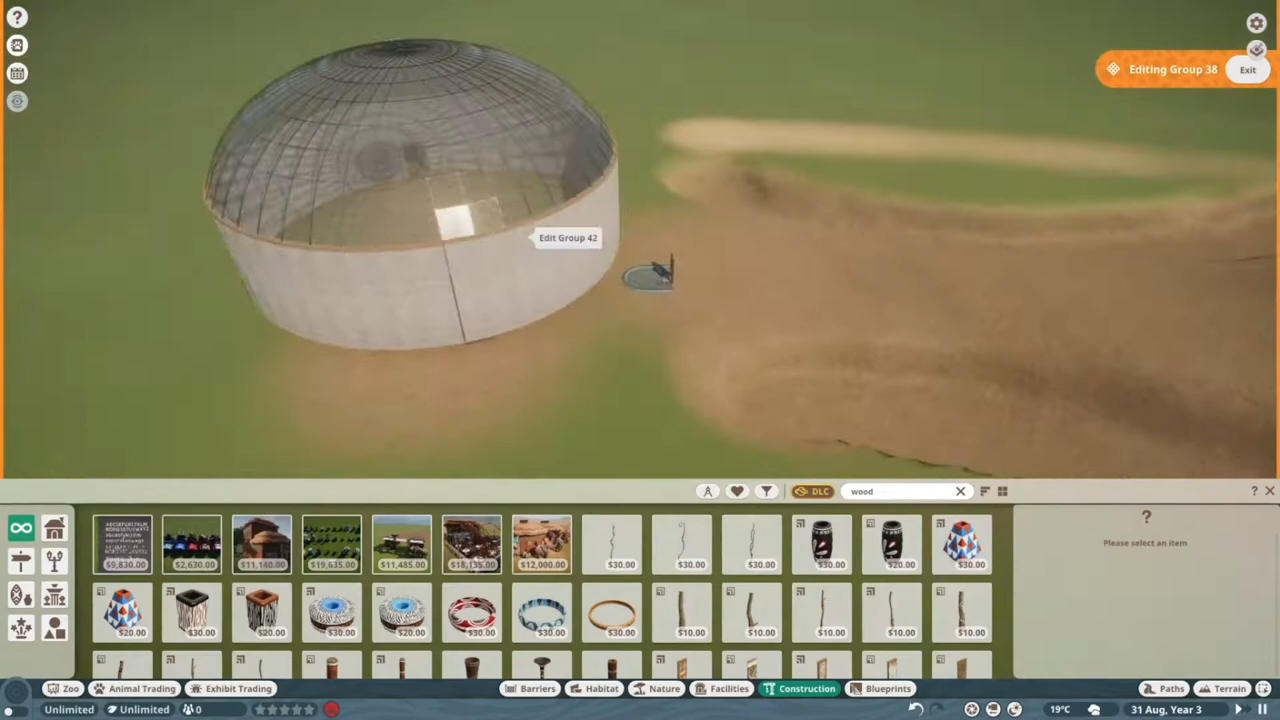 Editing Group 38
Exit
Edit Group 42
DLC
wood
$9,830.00
$2,630.00
$11,140.00
$19,635.00
$11,485.00
$18,135.00
$12,000.00
$30.00
$30.00
$30.00
$30.00
$20.00
$30.00
$20.00
$30.00
$20.00
$30.00
$20.00
$30.00
$30.00
$30.00
$10.00
$10.00
$10.00
$10.00
$10.00
?
Please select an item
Zoo
Animal Trading
Exhibit Trading
Barriers
Habitat
Nature
Facilities
Construction
Blueprints
Paths
Terrain
Unlimited
Unlimited
0
19°C
31 Aug, Year 3